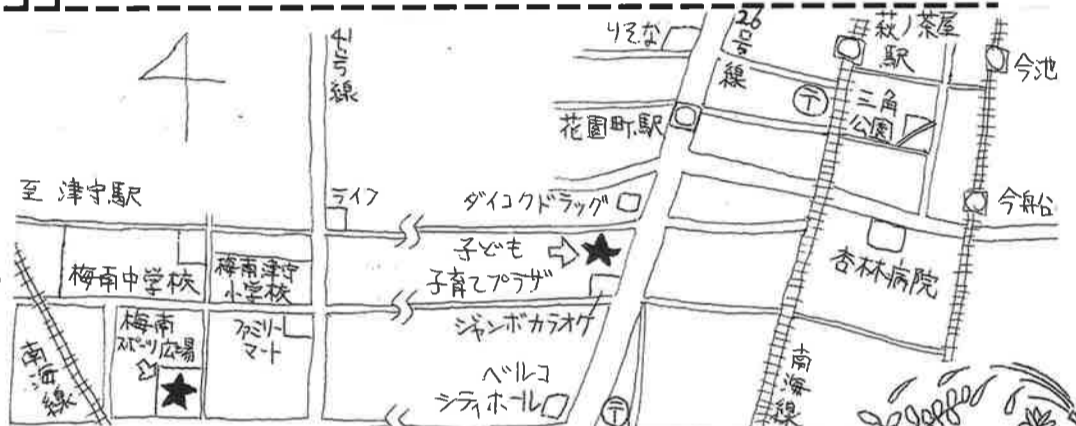 41号線
りそな
26号線
萩ノ茶屋
駅
今池
〒
三角
公園
花園町駅
至 津守駅
ライフ
ダイコクドラッグ
今船
子ども
子育てプラザ
杏林病院
梅南中学校
梅南津守
小学校
ジャンボカラオケ
梅南
スポーツ広場
ファミリー
マート
南海線
ベルコ
シティホール
〒
南海線